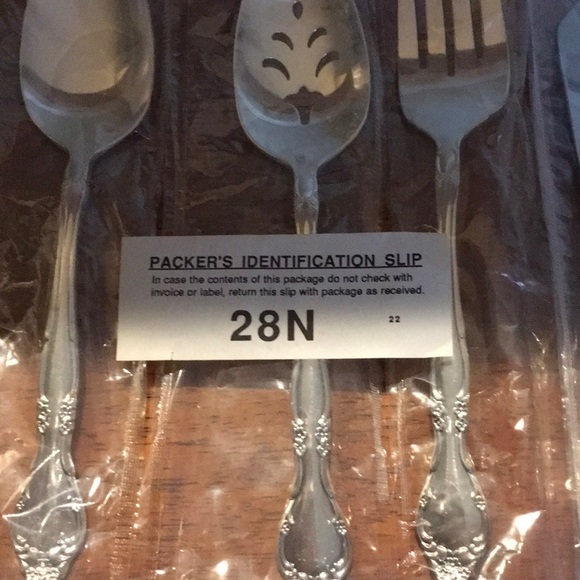 PACKER'S IDENTIFICATION SLIP
In case the contents of this package do not check with
invoice or label, return this slip with package as received.
28N 22